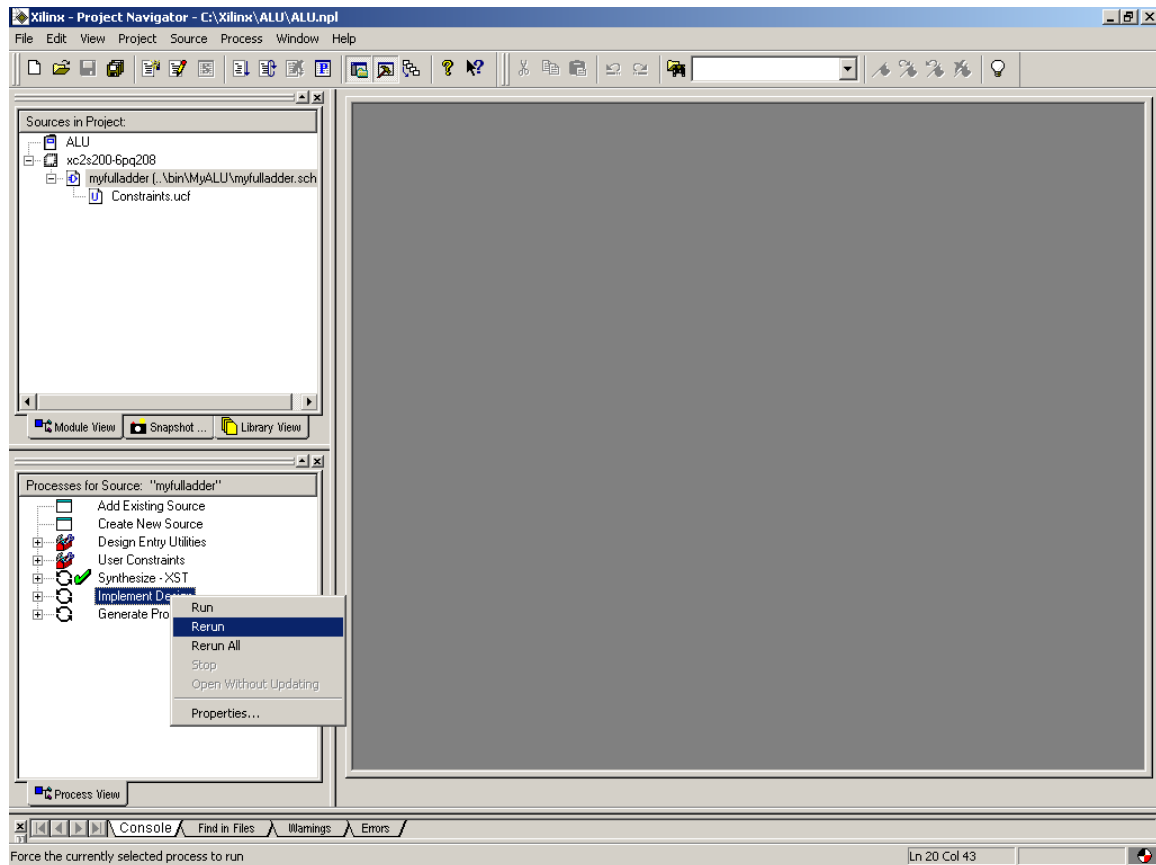 Xilinx - Project Navigator - C:\Xilinx\ALU\ALU.npl
File Edit View Project Source Process Window Help
Sources in Project:
ALU
xc2s200-6pq208
myfulladder (..\bin\MyALU\myfulladder.sch
Constraints.ucf
Module View Snapshot ... Library View
Processes for Source: "myfulladder"
Add Existing Source
Create New Source
Design Entry Utilities
User Constraints
Synthesize - XST
Implement Design
Generate Pro
Run
Rerun
Rerun All
Stop
Open Without Updating
Properties...
Process View
Console Find in Files Warnings Errors
Force the currently selected process to run
Ln 20 Col 43